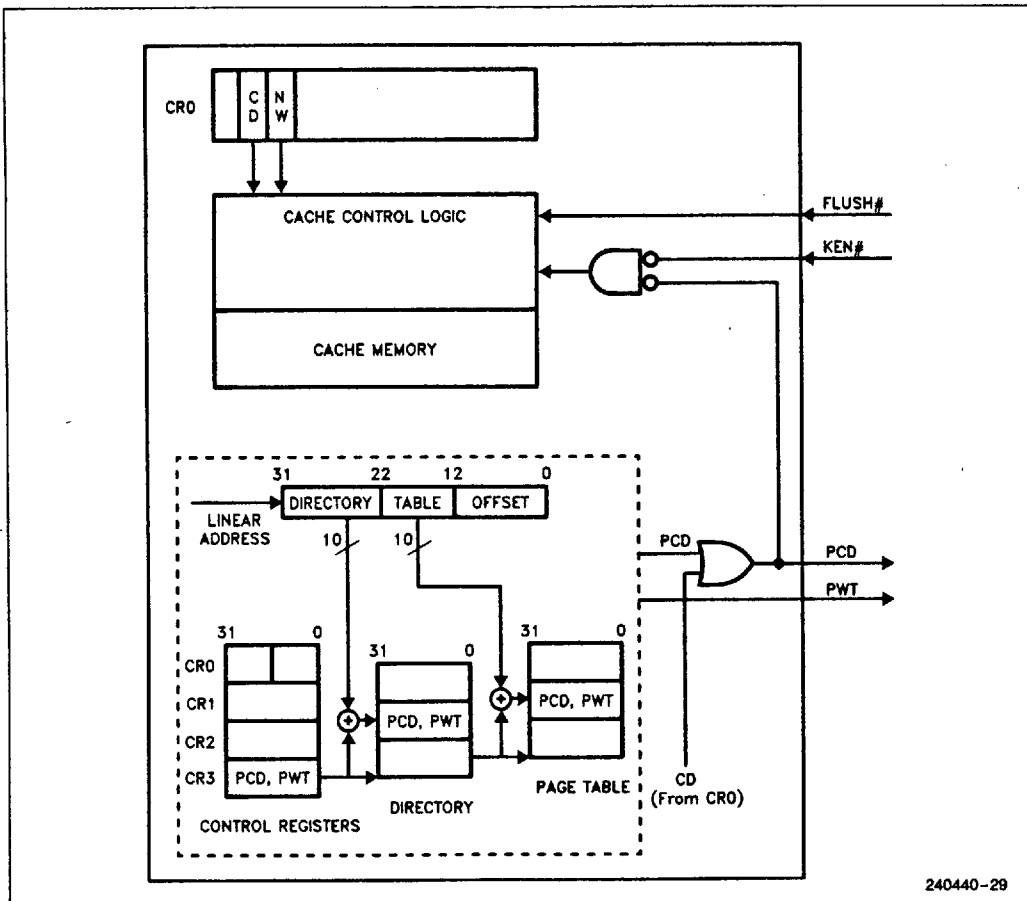 CR0
C
D
N
W
CACHE CONTROL LOGIC
FLUSH#
KEN#
CACHE MEMORY
31 22 12 0
DIRECTORY TABLE OFFSET
LINEAR
ADDRESS
10 10
PCD PCD
PWT
31 0
31 0
31 0
CR0
CR1
CR2
CR3
PCD, PWT
PCD, PWT
PCD, PWT
CONTROL REGISTERS
DIRECTORY
PAGE TABLE
CD
(From CR0)
240440-29